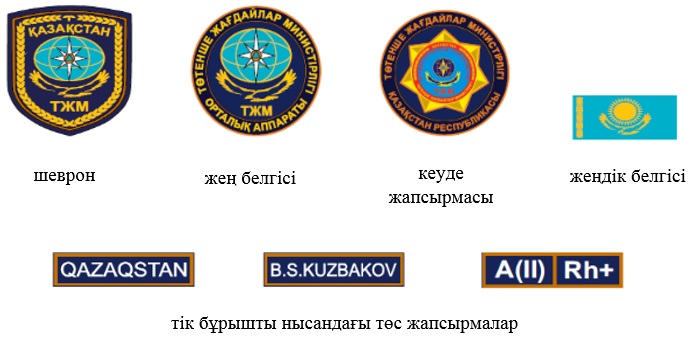 ҚАЗАҚСТАН
ТЖМ
ТӨТЕНШЕ ЖАҒДАЙЛАР МИНИСТРЛІГІ
ТЖМ
ОРТАЛЫҚ АППАРАТЫ
ТӨТЕНШЕ ЖАҒДАЙЛАР МИНИСТРЛІГІ
ҚАЗАҚСТАН РЕСПУБЛИКАСЫ
шеврон
жең белгісі
кеуде
жапсырмасы
жеңдік белгісі
QAZAQSTAN
B.S.KUZBAKOV
A(II) Rh+
тік бұрышты нысандағы төс жапсырмалар